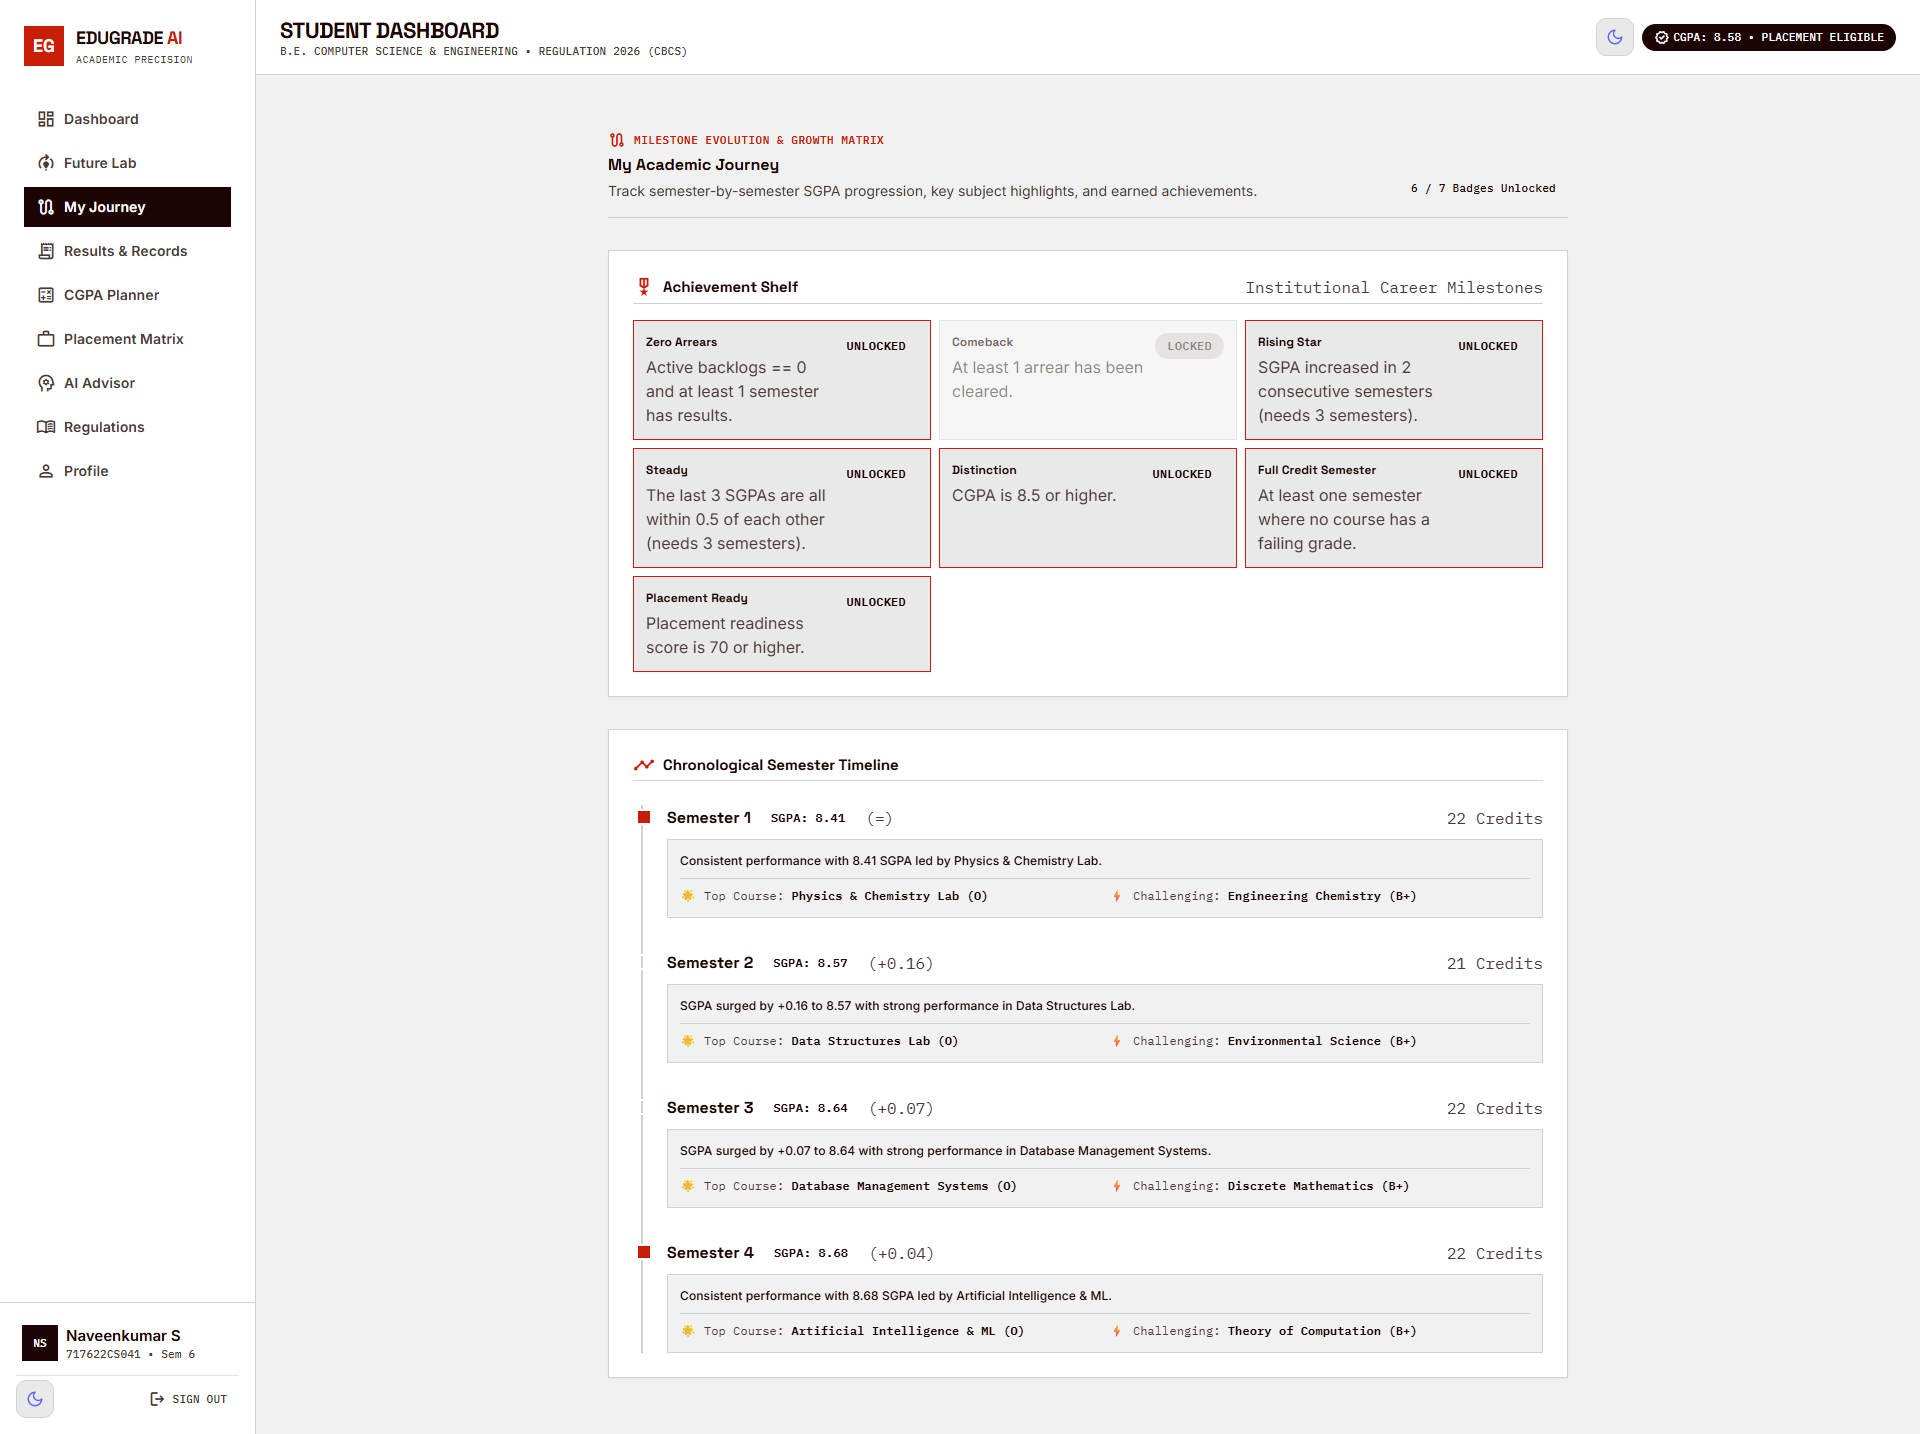 EG
EDUGRADE AI
ACADEMIC PRECISION
Dashboard
Future Lab
My Journey
Results & Records
CGPA Planner
Placement Matrix
AI Advisor
Regulations
Profile
NS
Naveenkumar S
717622CS041 • Sem 6
SIGN OUT
STUDENT DASHBOARD
B.E. COMPUTER SCIENCE & ENGINEERING • REGULATION 2026 (CBCS)
CGPA: 8.58 • PLACEMENT ELIGIBLE
MILESTONE EVOLUTION & GROWTH MATRIX
My Academic Journey
Track semester-by-semester SGPA progression, key subject highlights, and earned achievements.
6 / 7 Badges Unlocked
Achievement Shelf
Institutional Career Milestones
Zero Arrears
UNLOCKED
Active backlogs == 0
and at least 1 semester
has results.
Comeback
LOCKED
At least 1 arrear has been
cleared.
Rising Star
UNLOCKED
SGPA increased in 2
consecutive semesters
(needs 3 semesters).
Steady
UNLOCKED
The last 3 SGPAs are all
within 0.5 of each other
(needs 3 semesters).
Distinction
UNLOCKED
CGPA is 8.5 or higher.
Full Credit Semester
UNLOCKED
At least one semester
where no course has a
failing grade.
Placement Ready
UNLOCKED
Placement readiness
score is 70 or higher.
Chronological Semester Timeline
Semester 1 SGPA: 8.41 (=) 22 Credits
Consistent performance with 8.41 SGPA led by Physics & Chemistry Lab.
Top Course: Physics & Chemistry Lab (O) Challenging: Engineering Chemistry (B+)
Semester 2 SGPA: 8.57 (+0.16) 21 Credits
SGPA surged by +0.16 to 8.57 with strong performance in Data Structures Lab.
Top Course: Data Structures Lab (O) Challenging: Environmental Science (B+)
Semester 3 SGPA: 8.64 (+0.07) 22 Credits
SGPA surged by +0.07 to 8.64 with strong performance in Database Management Systems.
Top Course: Database Management Systems (O) Challenging: Discrete Mathematics (B+)
Semester 4 SGPA: 8.68 (+0.04) 22 Credits
Consistent performance with 8.68 SGPA led by Artificial Intelligence & ML.
Top Course: Artificial Intelligence & ML (O) Challenging: Theory of Computation (B+)